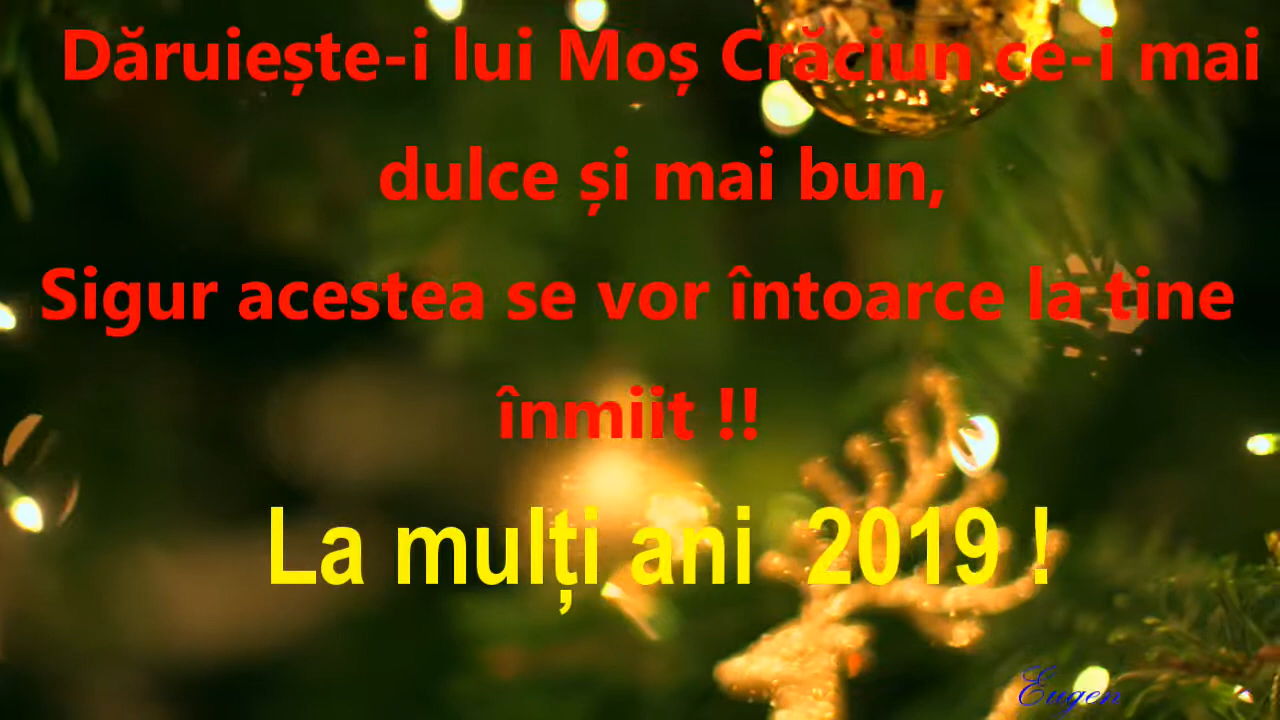 Dăruiește-i lui Moș Crăciun ce-i mai
dulce și mai bun,
Sigur acestea se vor întoarce la tine
înmiit !!
La mulți ani 2019 !
Eugen